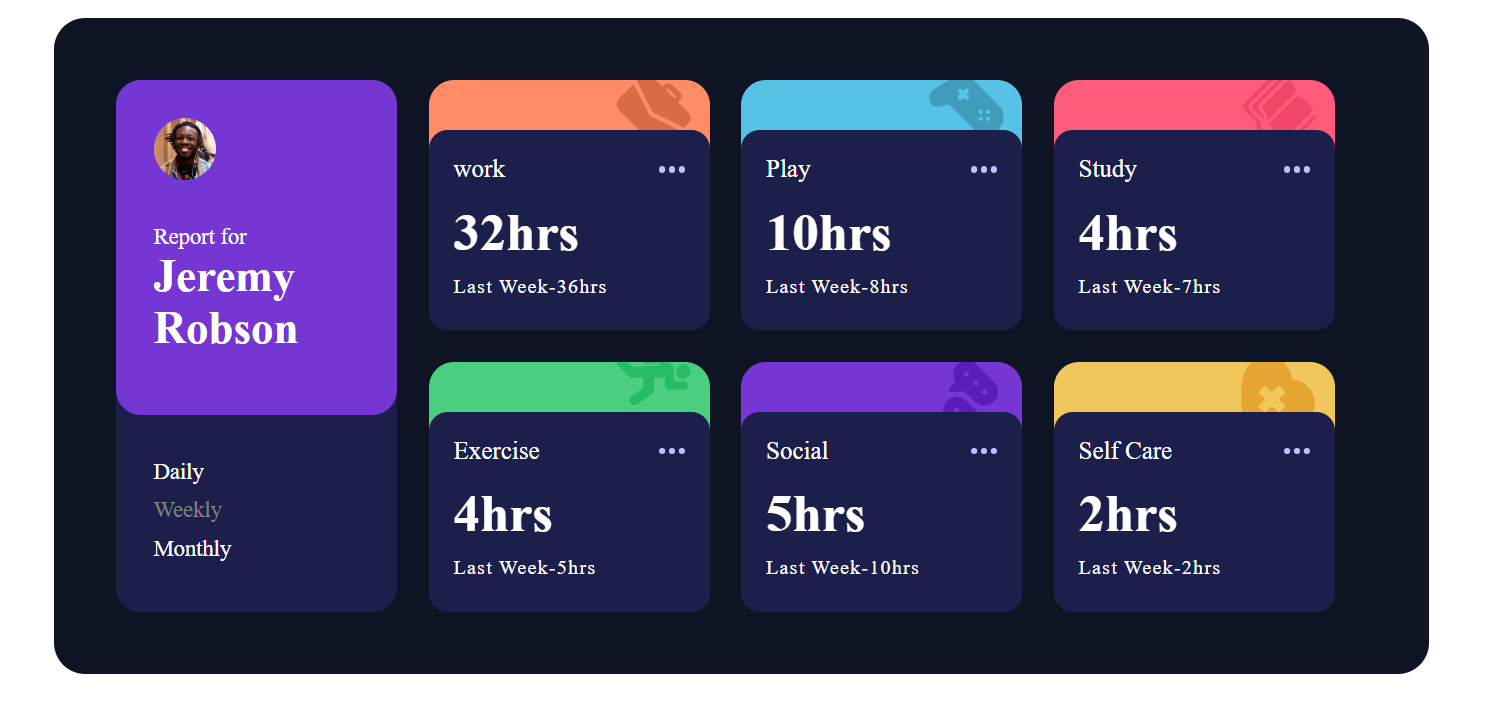 Report for
Jeremy
Robson
Daily
Weekly
Monthly
work
32hrs
Last Week-36hrs
Play
10hrs
Last Week-8hrs
Study
4hrs
Last Week-7hrs
Exercise
4hrs
Last Week-5hrs
Social
5hrs
Last Week-10hrs
Self Care
2hrs
Last Week-2hrs